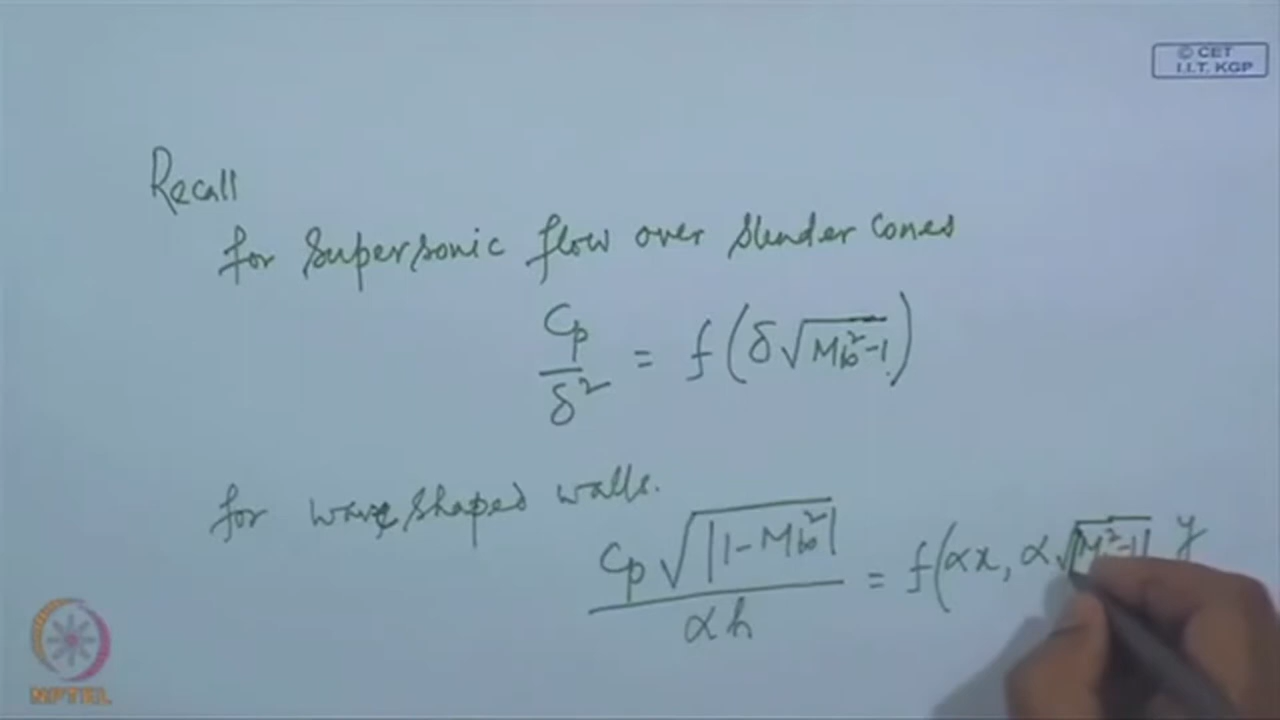 © CET
I.I.T. KGP
Recall
for supersonic flow over slender cones
Cp/δ² = f(δ√(M∞²-1))
for wave shaped walls.
Cp√|1-M∞²| / αh = f(αx, α√|M²-1| y
NPTEL